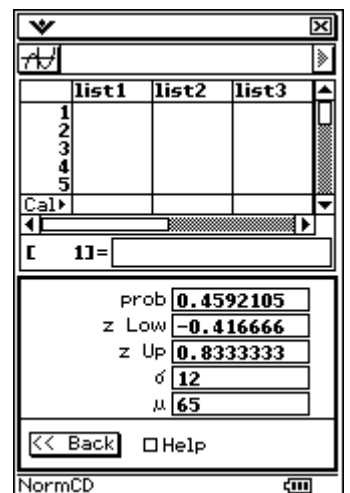 list1 list2 list3
1
2
3
4
5
Cal▸
[ 1]=
prob 0.4592105
z Low -0.416666
z Up 0.8333333
σ 12
μ 65
<< Back Help
NormCD